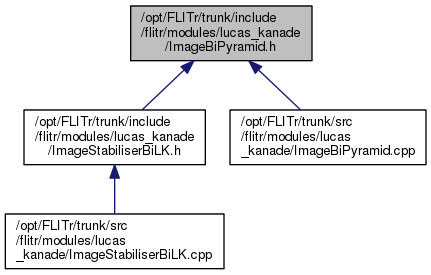 /opt/FLITr/trunk/include
/flitr/modules/lucas_kanade
/ImageBiPyramid.h
/opt/FLITr/trunk/include
/flitr/modules/lucas_kanade
/ImageStabiliserBiLK.h
/opt/FLITr/trunk/src
/flitr/modules/lucas
_kanade/ImageBiPyramid.cpp
/opt/FLITr/trunk/src
/flitr/modules/lucas
_kanade/ImageStabiliserBiLK.cpp